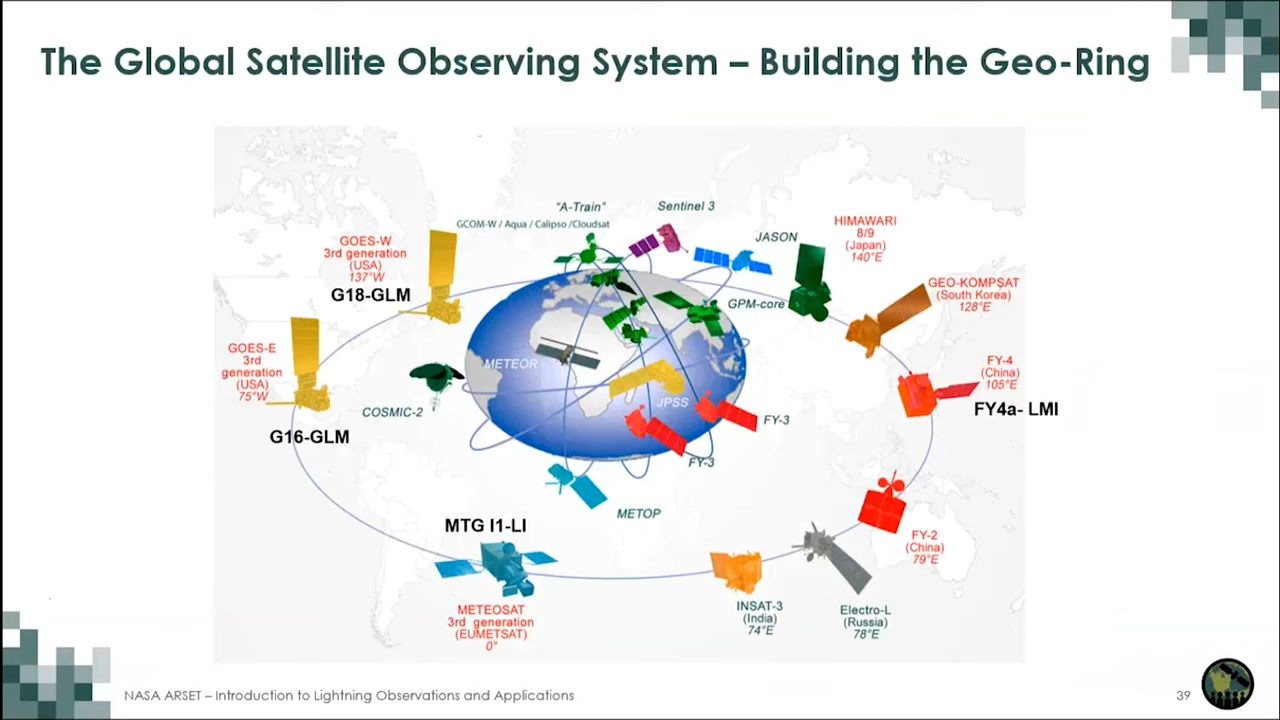 The Global Satellite Observing System – Building the Geo-Ring
"A-Train"
GCOM-W / Aqua / Calipso /Cloudsat
Sentinel 3
JASON
HIMAWARI
8/9
(Japan)
140°E
GOES-W
3rd generation
(USA)
137°W
G18-GLM
GPM-core
GEO-KOMPSAT
(South Korea)
128°E
GOES-E
3rd
generation
(USA)
75°W
G16-GLM
METEOR
COSMIC-2
JPSS
FY-3
FY-3
FY-4
(China)
105°E
FY4a- LMI
METOP
MTG I1-LI
METEOSAT
3rd generation
(EUMETSAT)
0°
INSAT-3
(India)
74°E
Electro-L
(Russia)
78°E
FY-2
(China)
79°E
NASA ARSET – Introduction to Lightning Observations and Applications
39